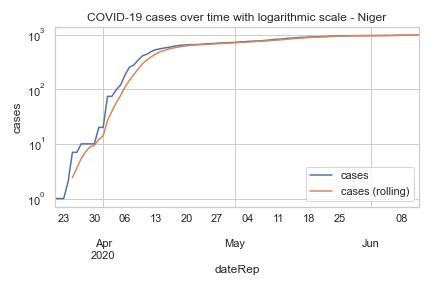 COVID-19 cases over time with logarithmic scale - Niger
10³
10²
10¹
10⁰
cases
cases
cases (rolling)
23 30 06 13 20 27 04 11 18 25 08
Apr May Jun
2020
dateRep